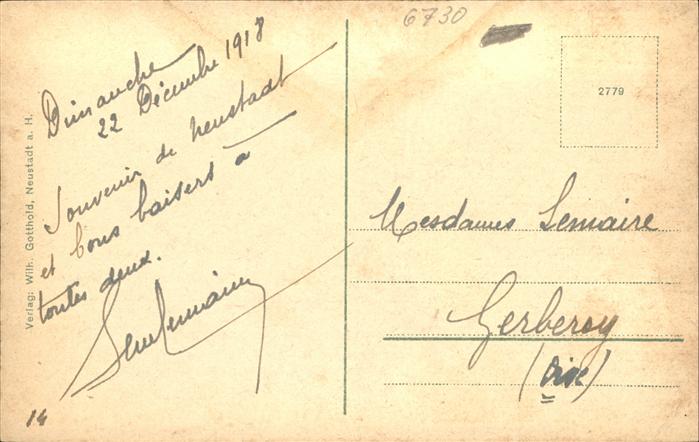 6730
Dimanche
22 Décembre 1918
Souvenir de Neustadt
et bons baisers à
toutes deux.
Verlag: Wilh. Gotthold, Neustadt a. H.
14
2779
Mesdames Lemaire
Gerberoy
(Oise)